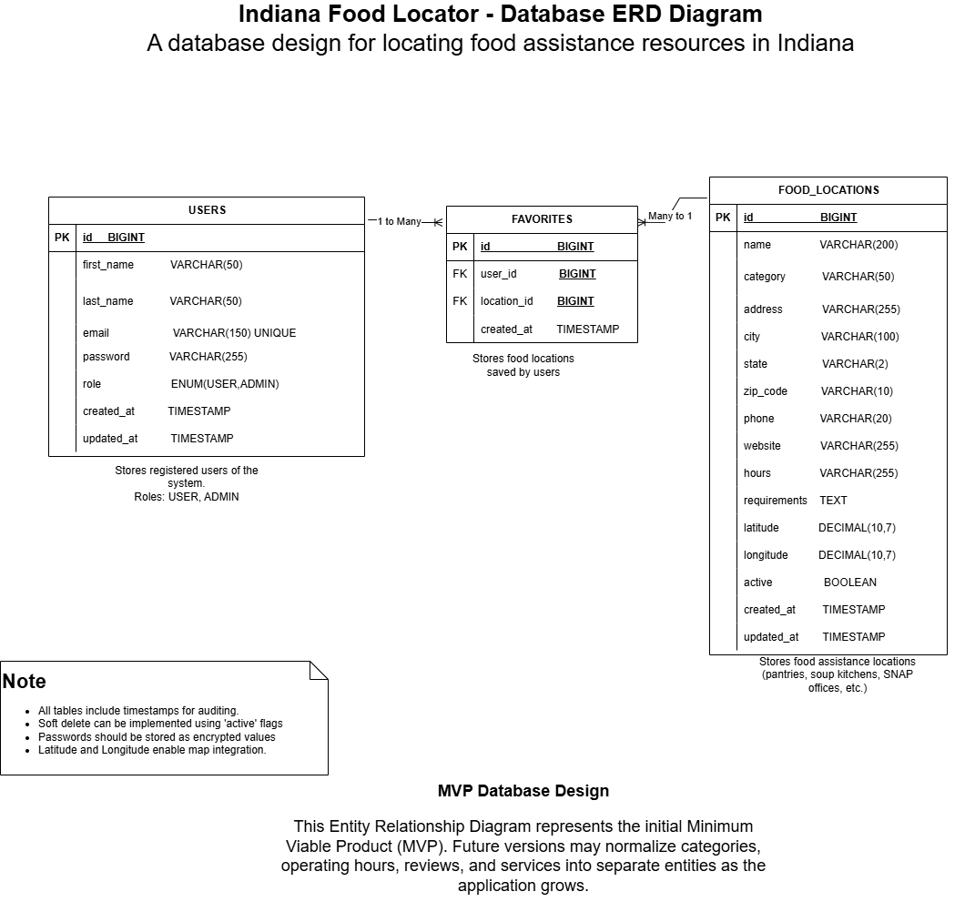 Indiana Food Locator - Database ERD Diagram
A database design for locating food assistance resources in Indiana
USERS
PK id BIGINT
first_name VARCHAR(50)
last_name VARCHAR(50)
email VARCHAR(150) UNIQUE
password VARCHAR(255)
role ENUM(USER,ADMIN)
created_at TIMESTAMP
updated_at TIMESTAMP
Stores registered users of the
system.
Roles: USER, ADMIN
1 to Many
FAVORITES
PK id BIGINT
FK user_id BIGINT
FK location_id BIGINT
created_at TIMESTAMP
Stores food locations
saved by users
Many to 1
FOOD_LOCATIONS
PK id BIGINT
name VARCHAR(200)
category VARCHAR(50)
address VARCHAR(255)
city VARCHAR(100)
state VARCHAR(2)
zip_code VARCHAR(10)
phone VARCHAR(20)
website VARCHAR(255)
hours VARCHAR(255)
requirements TEXT
latitude DECIMAL(10,7)
longitude DECIMAL(10,7)
active BOOLEAN
created_at TIMESTAMP
updated_at TIMESTAMP
Stores food assistance locations
(pantries, soup kitchens, SNAP
offices, etc.)
Note
• All tables include timestamps for auditing.
• Soft delete can be implemented using 'active' flags
• Passwords should be stored as encrypted values
• Latitude and Longitude enable map integration.
MVP Database Design
This Entity Relationship Diagram represents the initial Minimum
Viable Product (MVP). Future versions may normalize categories,
operating hours, reviews, and services into separate entities as the
application grows.